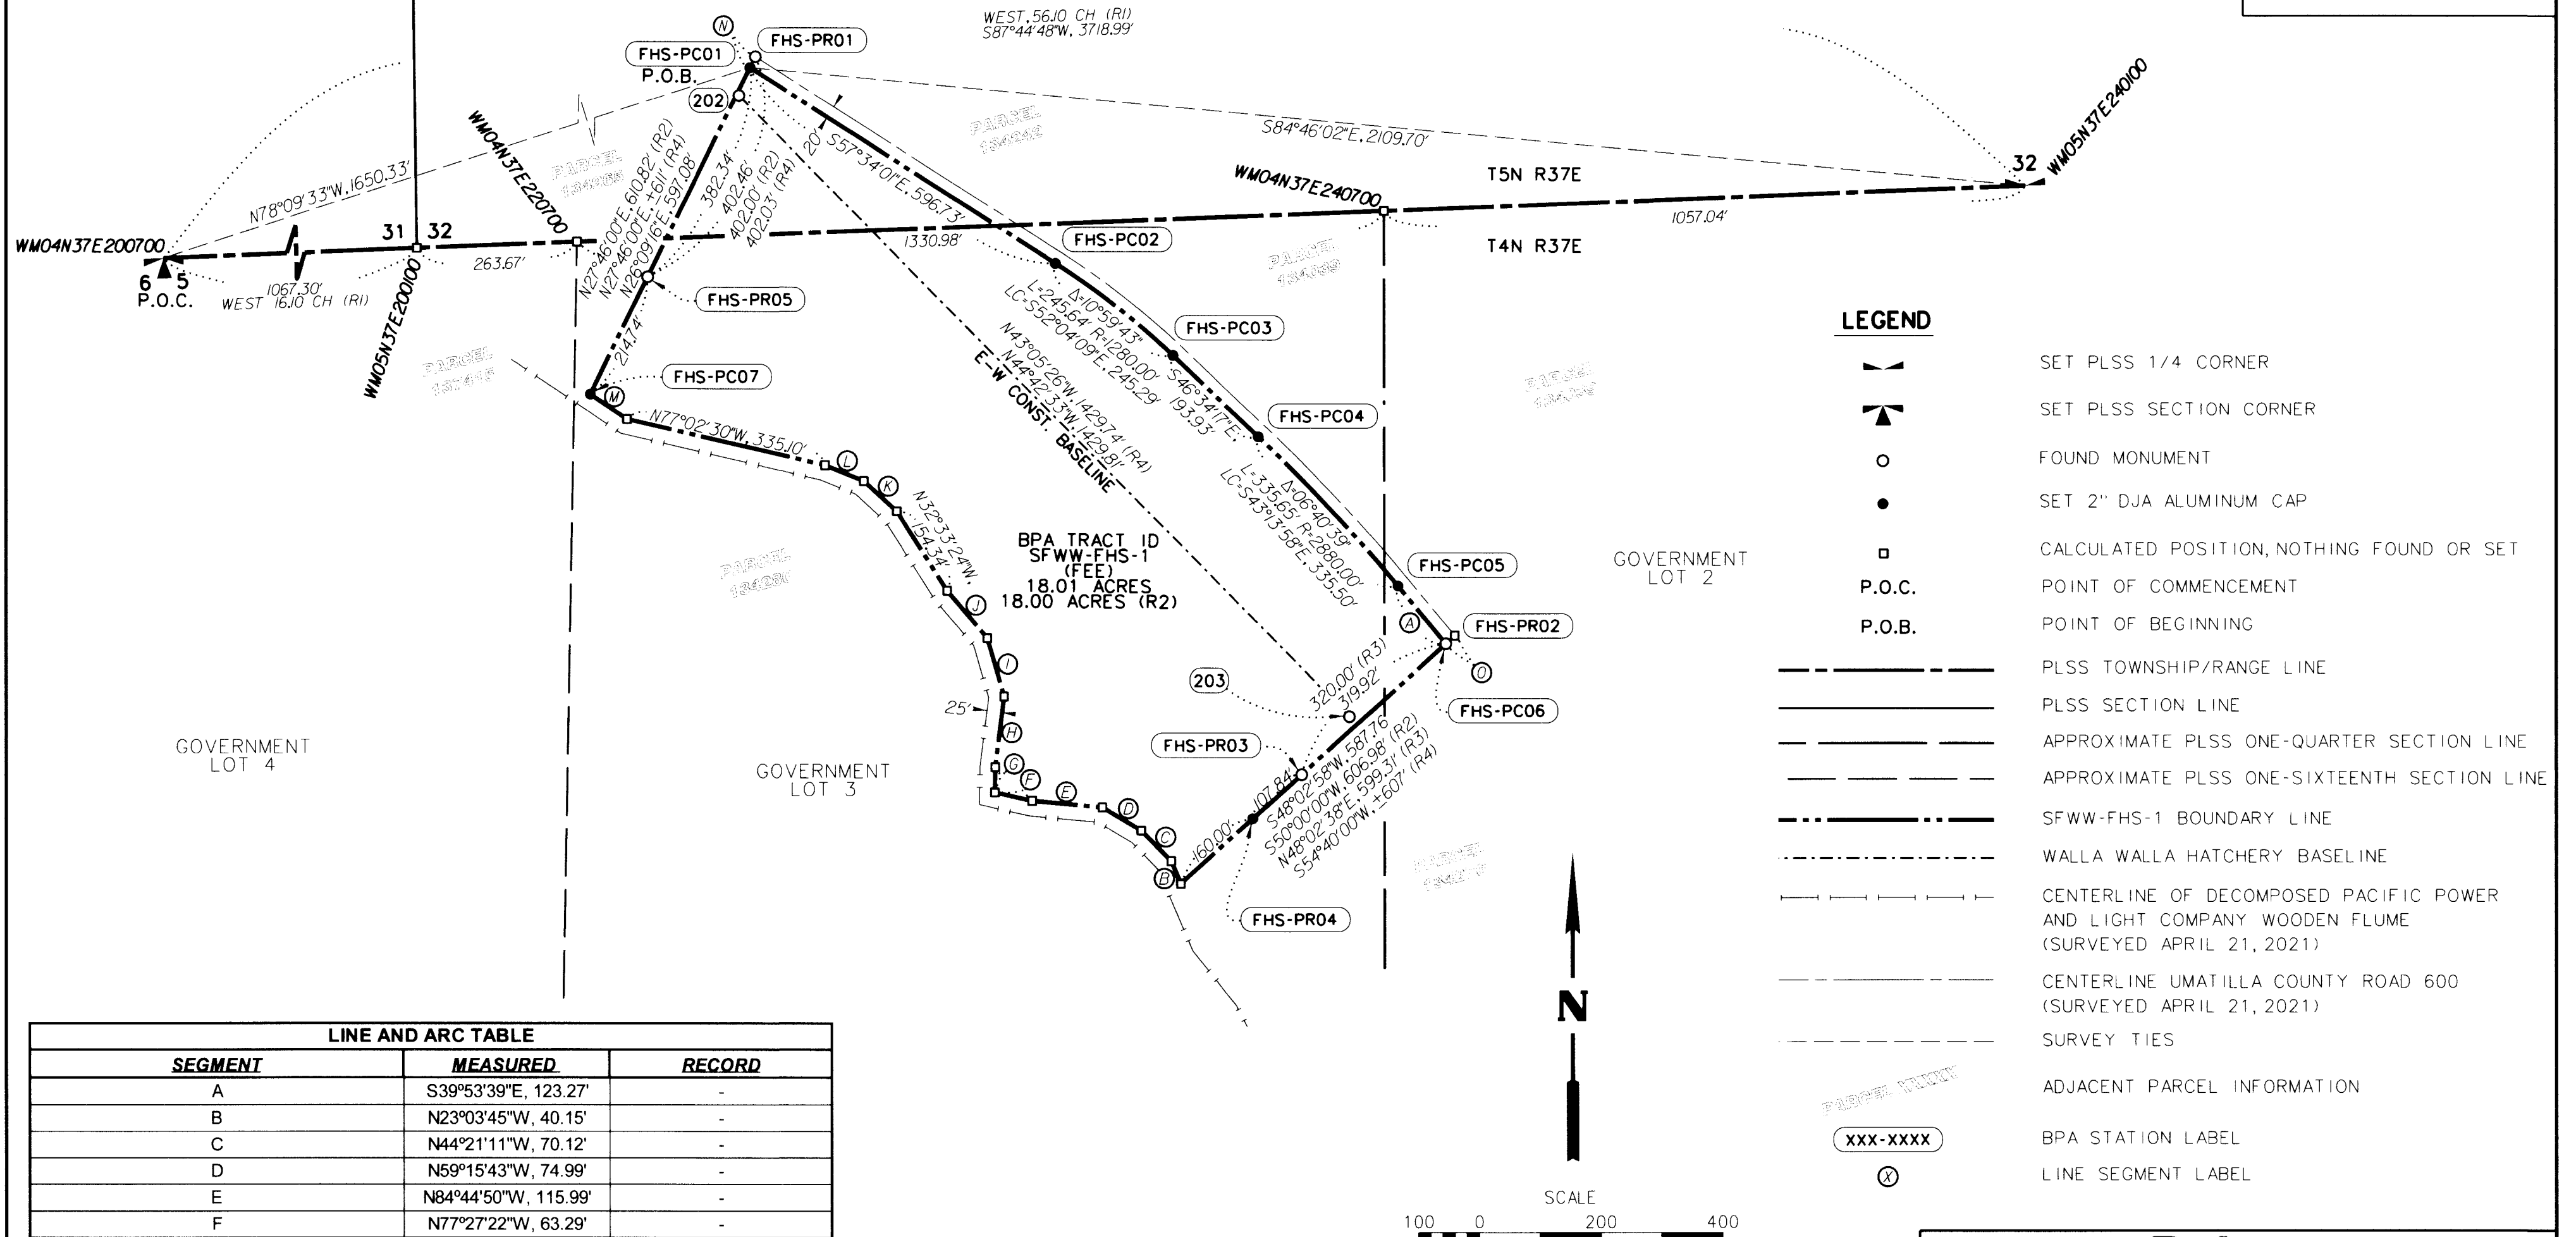 WEST, 56.10 CH (R1)
S87°44'48"W, 3718.99'
N
FHS-PR01
FHS-PC01
P.O.B.
202
WM04N37E220700
N78°09'33"W, 1650.33'
WM04N37E200700
6 5
P.O.C.
1067.30'
WEST 16.10 CH (R1)
31 32
263.67'
WM05N37E200100
N27°46'00"E, 610.82' (R2)
N27°46'00"E, ±611' (R4)
N26°09'16"E, 597.08'
382.34'
402.46'
402.00' (R2)
402.03' (R4)
20'
S57°34'01"E, 596.73'
PARCEL
134242
S84°46'02"E, 2109.70'
WM04N37E240700
T5N R37E
T4N R37E
32
WM05N37E240100
1057.04'
1330.98'
FHS-PC02
PARCEL
FHS-PR05
214.74'
FHS-PC07
M
PARCEL
N77°02'30"W, 335.10'
L
K
N32°33'24"W,
154.34'
J
I
H
G
F
E
D
C
B
25'
Δ=10°59'43"
L=245.64' R=1280.00'
LC=S52°04'09"E, 245.29'
FHS-PC03
S46°34'17"E,
193.93'
FHS-PC04
N43°05'26"W, 1429.74' (R4)
N44°42'33"W, 1429.81'
E-W CONST. BASELINE
Δ=06°40'39"
L=335.65' R=2880.00'
LC=S43°13'58"E, 335.50'
FHS-PC05
A
FHS-PR02
O
FHS-PC06
BPA TRACT ID
SFWW-FHS-1
(FEE)
18.01 ACRES
18.00 ACRES (R2)
PARCEL
PARCEL
203
320.00' (R3)
319.92'
FHS-PR03
107.84'
160.00'
S48°02'58"W, 587.76'
S50°00'00"W, 606.98' (R2)
N48°02'38"E, 599.31' (R3)
S54°40'00"W, ±607' (R4)
FHS-PR04
PARCEL
GOVERNMENT
LOT 4
GOVERNMENT
LOT 3
GOVERNMENT
LOT 2
LEGEND
SET PLSS 1/4 CORNER
SET PLSS SECTION CORNER
FOUND MONUMENT
SET 2" DJA ALUMINUM CAP
CALCULATED POSITION, NOTHING FOUND OR SET
P.O.C. POINT OF COMMENCEMENT
P.O.B. POINT OF BEGINNING
PLSS TOWNSHIP/RANGE LINE
PLSS SECTION LINE
APPROXIMATE PLSS ONE-QUARTER SECTION LINE
APPROXIMATE PLSS ONE-SIXTEENTH SECTION LINE
SFWW-FHS-1 BOUNDARY LINE
WALLA WALLA HATCHERY BASELINE
CENTERLINE OF DECOMPOSED PACIFIC POWER
AND LIGHT COMPANY WOODEN FLUME
(SURVEYED APRIL 21, 2021)
CENTERLINE UMATILLA COUNTY ROAD 600
(SURVEYED APRIL 21, 2021)
SURVEY TIES
PARCEL XXXXX ADJACENT PARCEL INFORMATION
XXX-XXXX BPA STATION LABEL
X LINE SEGMENT LABEL
N
SCALE
100 0 200 400
LINE AND ARC TABLE
SEGMENT MEASURED RECORD
A S39°53'39"E, 123.27' -
B N23°03'45"W, 40.15' -
C N44°21'11"W, 70.12' -
D N59°15'43"W, 74.99' -
E N84°44'50"W, 115.99' -
F N77°27'22"W, 63.29' -